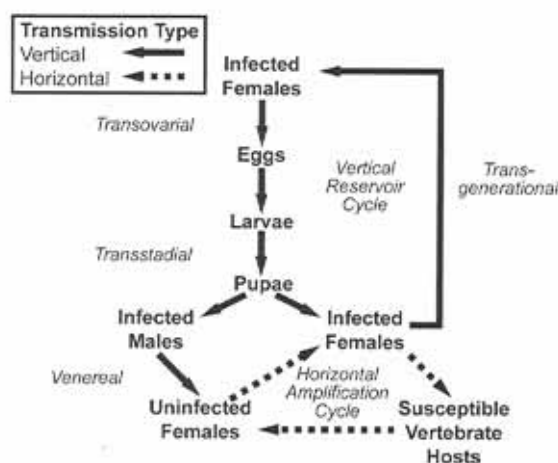 Transmission Type
Vertical
Horizontal
Infected
Females
Transovarial
Eggs
Vertical
Reservoir
Cycle
Trans-
generational
Larvae
Transstadial
Pupae
Infected
Males
Infected
Females
Venereal
Horizontal
Amplification
Cycle
Uninfected
Females
Susceptible
Vertebrate
Hosts